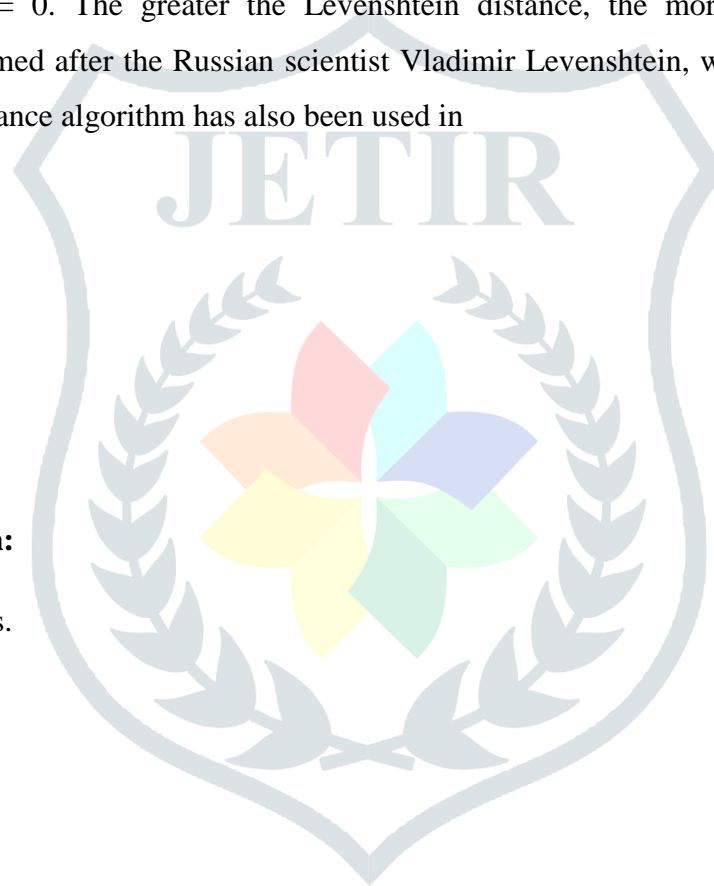 = 0. The greater the Levenshtein distance, the mor
med after the Russian scientist Vladimir Levenshtein, w
ance algorithm has also been used in
JETIR
:
s.